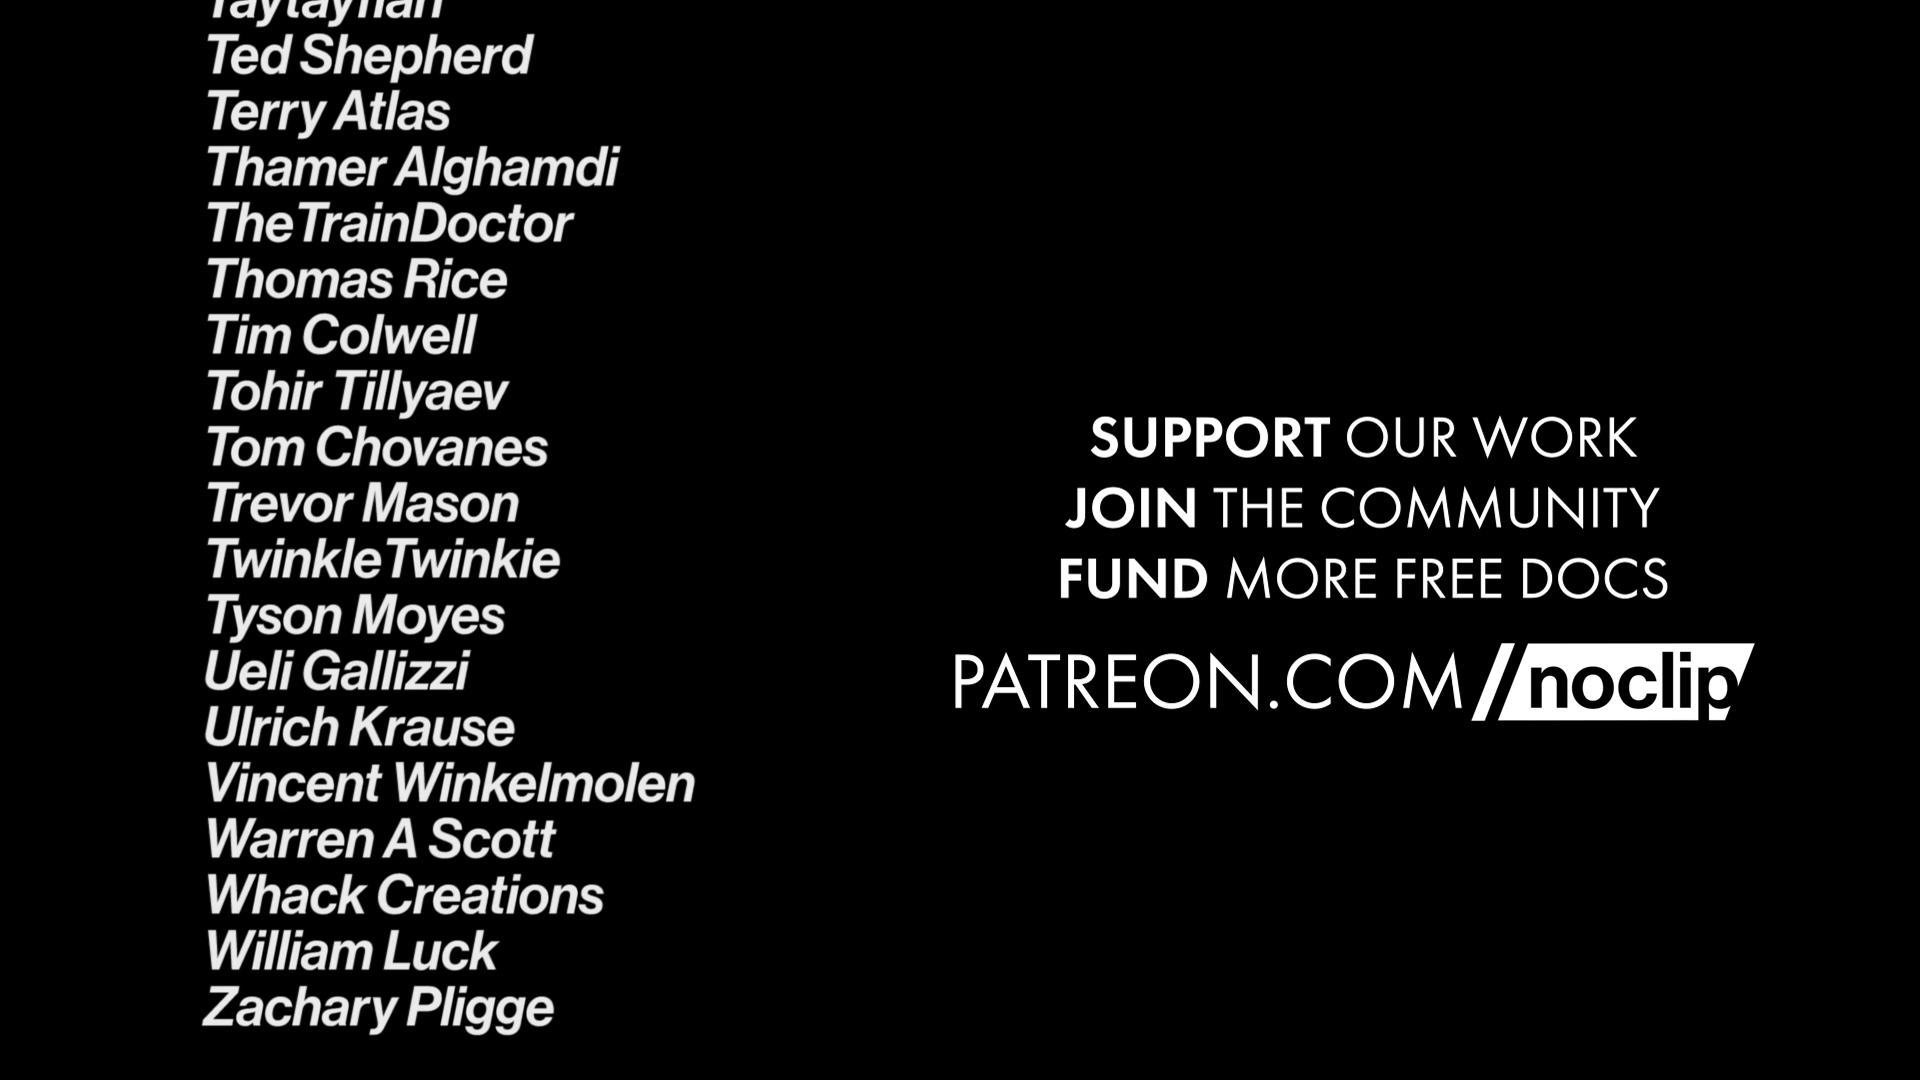 Ted Shepherd
Terry Atlas
Thamer Alghamdi
TheTrainDoctor
Thomas Rice
Tim Colwell
Tohir Tillyaev
Tom Chovanes
Trevor Mason
TwinkleTwinkie
Tyson Moyes
Ueli Gallizzi
Ulrich Krause
Vincent Winkelmolen
Warren A Scott
Whack Creations
William Luck
Zachary Pligge
SUPPORT OUR WORK
JOIN THE COMMUNITY
FUND MORE FREE DOCS
PATREON.COM/noclip